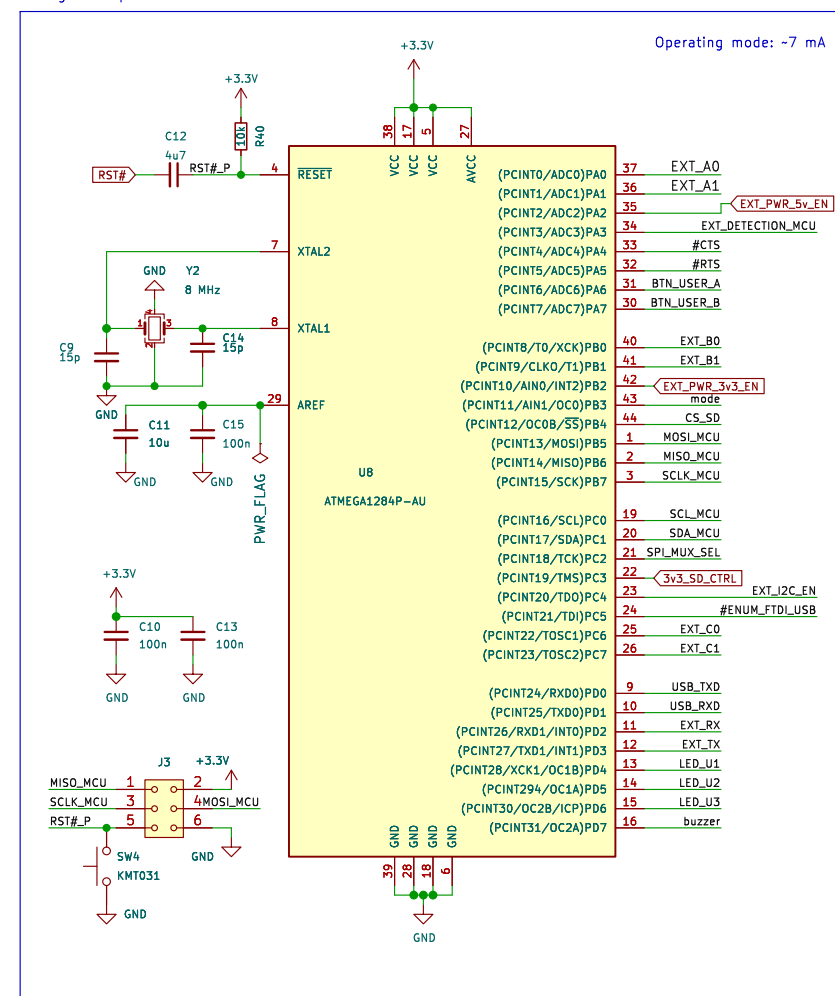 Operating mode: ~7 mA
+3.3V
+3.3V
C12
4u7
10k
R40
RST#
RST#_P
4
RESET
38
17
5
27
VCC
VCC
VCC
AVCC
7
XTAL2
GND
Y2
8 MHz
4
1
3
2
8
XTAL1
C9
15p
C14
15p
GND
29
AREF
C11
10u
C15
100n
GND
GND
PWR_FLAG
U8
ATMEGA1284P-AU
(PCINT0/ADC0)PA0 37 EXT_A0
(PCINT1/ADC1)PA1 36 EXT_A1
(PCINT2/ADC2)PA2 35 EXT_PWR_5v_EN
(PCINT3/ADC3)PA3 34 EXT_DETECTION_MCU
(PCINT4/ADC4)PA4 33 #CTS
(PCINT5/ADC5)PA5 32 #RTS
(PCINT6/ADC6)PA6 31 BTN_USER_A
(PCINT7/ADC7)PA7 30 BTN_USER_B
(PCINT8/T0/XCK)PB0 40 EXT_B0
(PCINT9/CLKO/T1)PB1 41 EXT_B1
(PCINT10/AIN0/INT2)PB2 42 EXT_PWR_3v3_EN
(PCINT11/AIN1/OC0)PB3 43 mode
(PCINT12/OC0B/SS)PB4 44 CS_SD
(PCINT13/MOSI)PB5 1 MOSI_MCU
(PCINT14/MISO)PB6 2 MISO_MCU
(PCINT15/SCK)PB7 3 SCLK_MCU
(PCINT16/SCL)PC0 19 SCL_MCU
(PCINT17/SDA)PC1 20 SDA_MCU
(PCINT18/TCK)PC2 21 SPI_MUX_SEL
(PCINT19/TMS)PC3 22 3v3_SD_CTRL
(PCINT20/TDO)PC4 23 EXT_I2C_EN
(PCINT21/TDI)PC5 24 #ENUM_FTDI_USB
(PCINT22/TOSC1)PC6 25 EXT_C0
(PCINT23/TOSC2)PC7 26 EXT_C1
(PCINT24/RXD0)PD0 9 USB_TXD
(PCINT25/TXD0)PD1 10 USB_RXD
(PCINT26/RXD1/INT0)PD2 11 EXT_RX
(PCINT27/TXD1/INT1)PD3 12 EXT_TX
(PCINT28/XCK1/OC1B)PD4 13 LED_U1
(PCINT294/OC1A)PD5 14 LED_U2
(PCINT30/OC2B/ICP)PD6 15 LED_U3
(PCINT31/OC2A)PD7 16 buzzer
+3.3V
C10
100n
C13
100n
GND
GND
J3
+3.3V
MISO_MCU 1 2
SCLK_MCU 3 4 MOSI_MCU
RST#_P 5 6
GND
SW4
KMT031
GND
GND
GND
GND
GND
39
28
18
6
GND